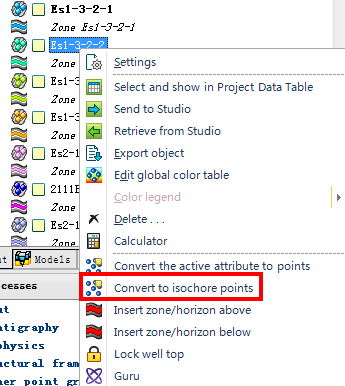 Es1-3-2-1
Zone Es1-3-2-1
Es1-3-2-2
Zone
Es1-3
Zone
Es1-3
Zone
Es2-1
Zone
2111E
Zone
Es2-1
Zone
Models
cesses
ut
atigraphy
physics
uctural fram
ner point gr
Settings
Select and show in Project Data Table
Send to Studio
Retrieve from Studio
Export object
Edit global color table
Color legend
Delete . . .
Calculator
Convert the active attribute to points
Convert to isochore points
Insert zone/horizon above
Insert zone/horizon below
Lock well top
Guru